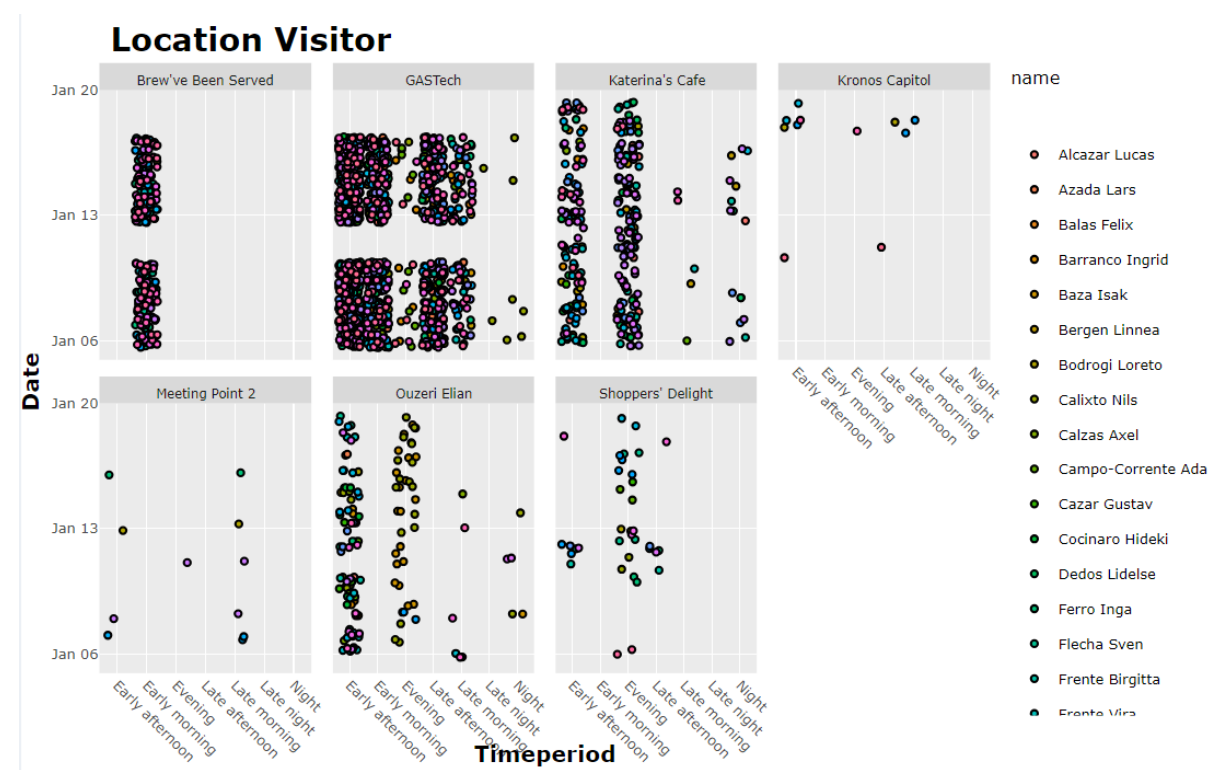 Location Visitor
Brew've Been Served
GASTech
Katerina's Cafe
Kronos Capitol
Jan 20
Jan 13
Jan 06
Early afternoon
Early morning
Evening
Late afternoon
Late morning
Late night
Night
Meeting Point 2
Ouzeri Elian
Shoppers' Delight
Jan 20
Jan 13
Jan 06
Early afternoon
Early morning
Evening
Late afternoon
Late morning
Late night
Night
Early afternoon
Early morning
Evening
Late afternoon
Late morning
Late night
Night
Early afternoon
Early morning
Evening
Late afternoon
Late morning
Late night
Night
Date
Timeperiod
name
Alcazar Lucas
Azada Lars
Balas Felix
Barranco Ingrid
Baza Isak
Bergen Linnea
Bodrogi Loreto
Calixto Nils
Calzas Axel
Campo-Corrente Ada
Cazar Gustav
Cocinaro Hideki
Dedos Lidelse
Ferro Inga
Flecha Sven
Frente Birgitta
Frente Vira